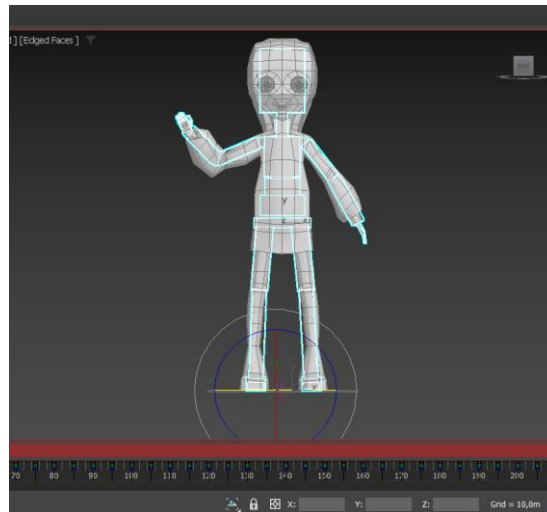 d ] [Edged Faces ]
y
z x
x
70 80 90 100 110 120 130 140 150 160 170 180 190 200
X: Y: Z: Grid = 10,0m